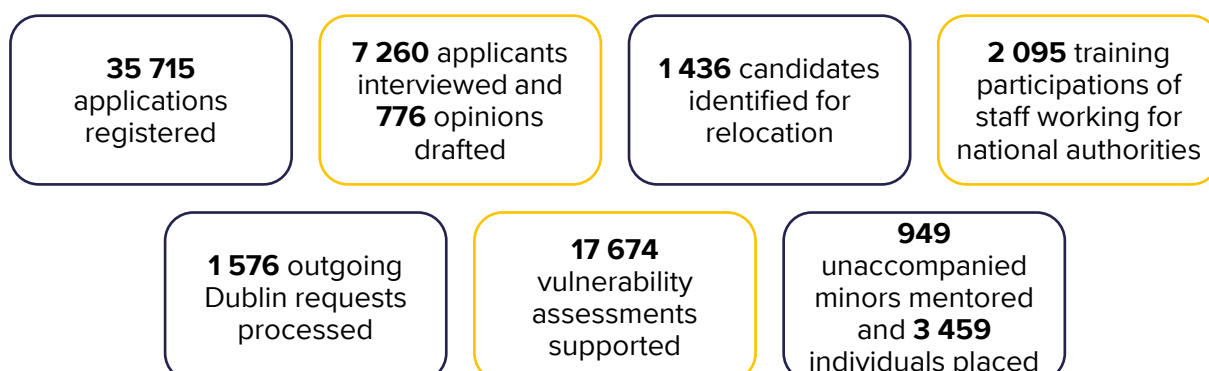 35 715
applications
registered
7 260 applicants
interviewed and
776 opinions
drafted
1 436 candidates
identified for
relocation
2 095 training
participations of
staff working for
national authorities
1 576 outgoing
Dublin requests
processed
17 674
vulnerability
assessments
supported
949
unaccompanied
minors mentored
and 3 459
individuals placed